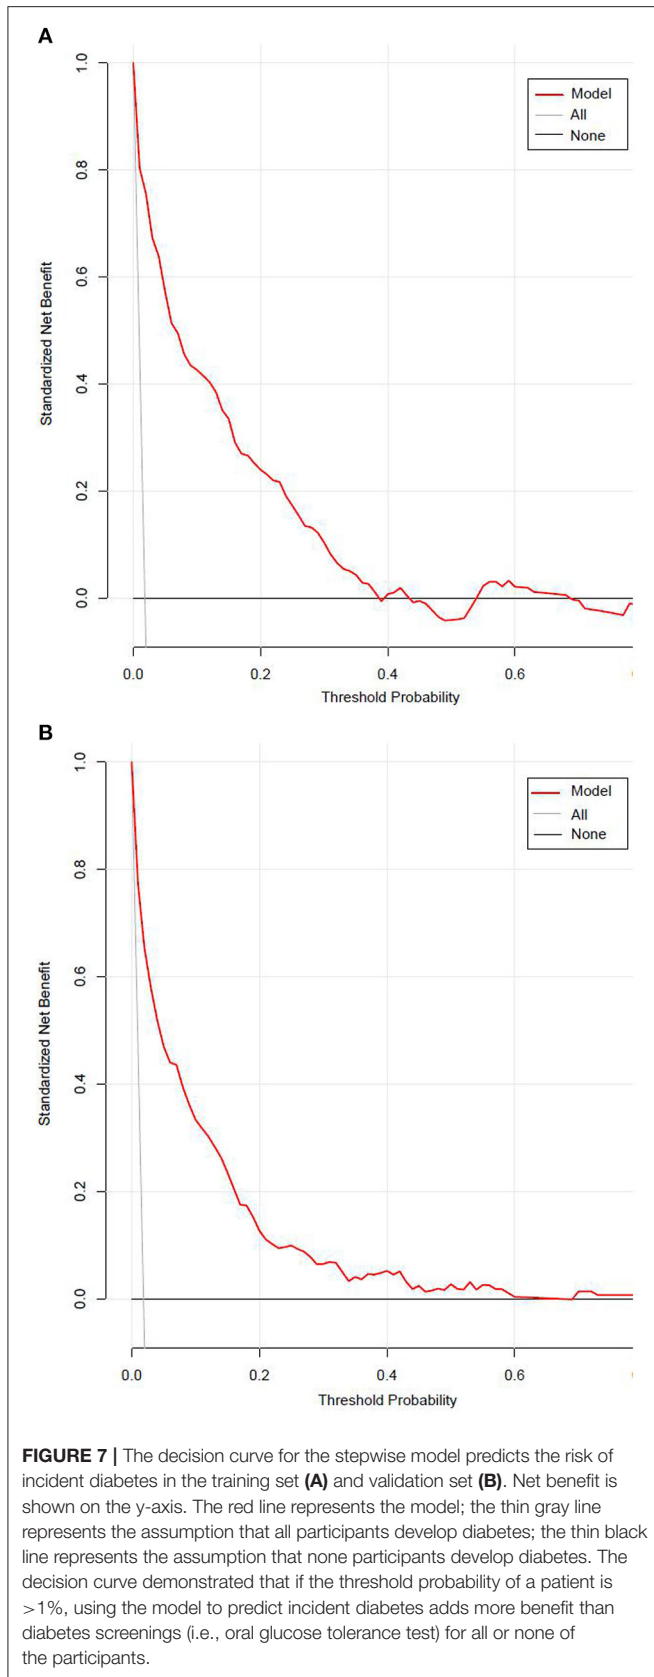 A
1.0
0.8
0.6
0.4
0.2
0.0
Standardized Net Benefit
Model
All
None
0.0 0.2 0.4 0.6
Threshold Probability
B
1.0
0.8
0.6
0.4
0.2
0.0
Standardized Net Benefit
Model
All
None
0.0 0.2 0.4 0.6
Threshold Probability
FIGURE 7 | The decision curve for the stepwise model predicts the risk of
incident diabetes in the training set (A) and validation set (B). Net benefit is
shown on the y-axis. The red line represents the model; the thin gray line
represents the assumption that all participants develop diabetes; the thin black
line represents the assumption that none participants develop diabetes. The
decision curve demonstrated that if the threshold probability of a patient is
>1%, using the model to predict incident diabetes adds more benefit than
diabetes screenings (i.e., oral glucose tolerance test) for all or none of
the participants.